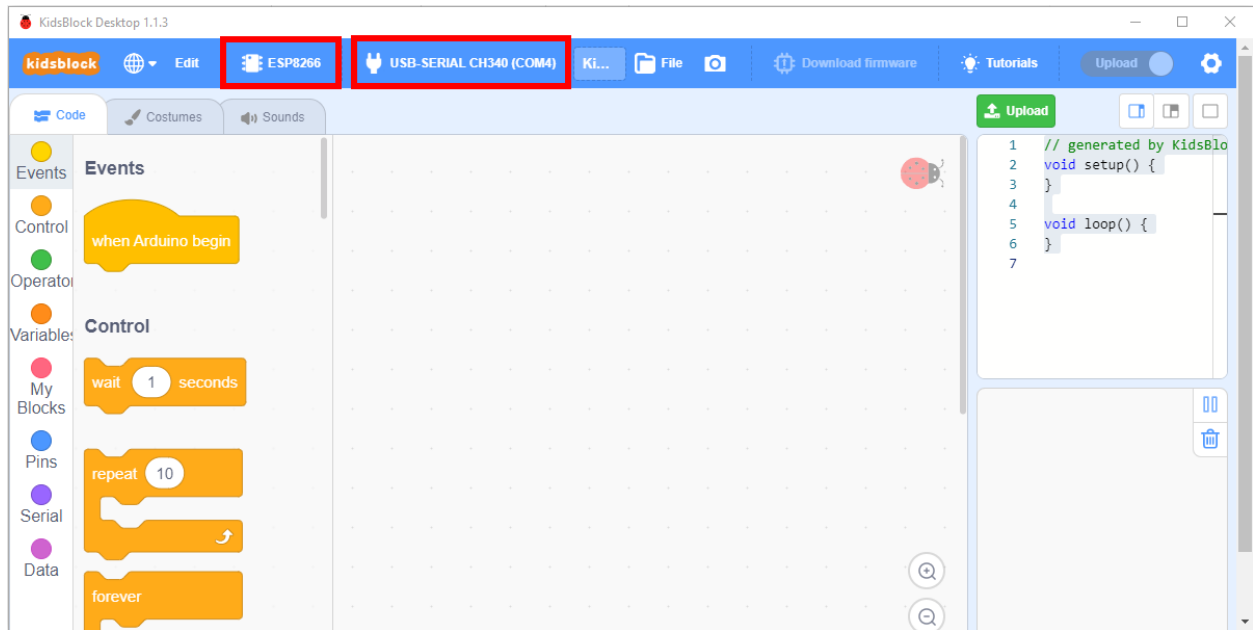 KidsBlock Desktop 1.1.3
kidsblock Edit ESP8266 USB-SERIAL CH340 (COM4) Ki... File Download firmware Tutorials Upload
Code Costumes Sounds Upload
Events
Control
Operator
Variables
My
Blocks
Pins
Serial
Data
Events
when Arduino begin
Control
wait 1 seconds
repeat 10
forever
1 // generated by KidsBlo
2 void setup() {
3 }
4
5 void loop() {
6 }
7